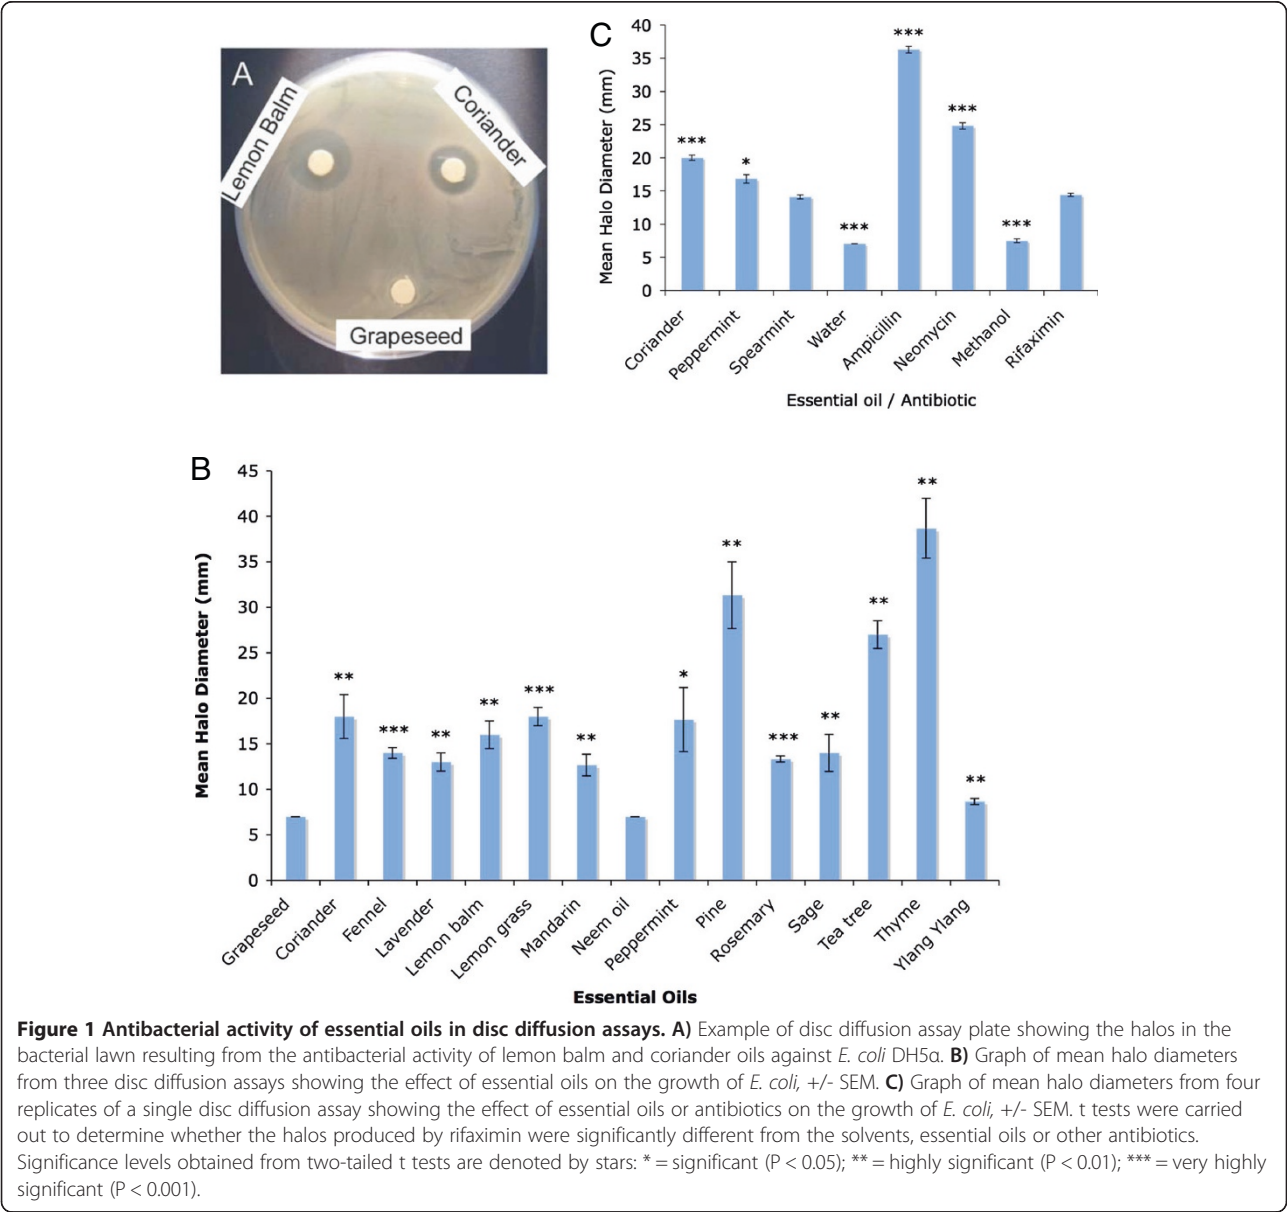 A
Lemon Balm
Coriander
Grapeseed
C
Mean Halo Diameter (mm)
40
35
30
25
20
15
10
5
0
***
*
***
***
***
***
Coriander
Peppermint
Spearmint
Water
Ampicillin
Neomycin
Methanol
Rifaximin
Essential oil / Antibiotic
B
Mean Halo Diameter (mm)
45
40
35
30
25
20
15
10
5
0
**
***
**
**
***
**
*
**
***
**
**
**
**
Grapeseed
Coriander
Fennel
Lavender
Lemon balm
Lemon grass
Mandarin
Neem oil
Peppermint
Pine
Rosemary
Sage
Tea tree
Thyme
Ylang Ylang
Essential Oils
Figure 1 Antibacterial activity of essential oils in disc diffusion assays. A) Example of disc diffusion assay plate showing the halos in the
bacterial lawn resulting from the antibacterial activity of lemon balm and coriander oils against E. coli DH5α. B) Graph of mean halo diameters
from three disc diffusion assays showing the effect of essential oils on the growth of E. coli, +/- SEM. C) Graph of mean halo diameters from four
replicates of a single disc diffusion assay showing the effect of essential oils or antibiotics on the growth of E. coli, +/- SEM. t tests were carried
out to determine whether the halos produced by rifaximin were significantly different from the solvents, essential oils or other antibiotics.
Significance levels obtained from two-tailed t tests are denoted by stars: * = significant (P < 0.05); ** = highly significant (P < 0.01); *** = very highly
significant (P < 0.001).